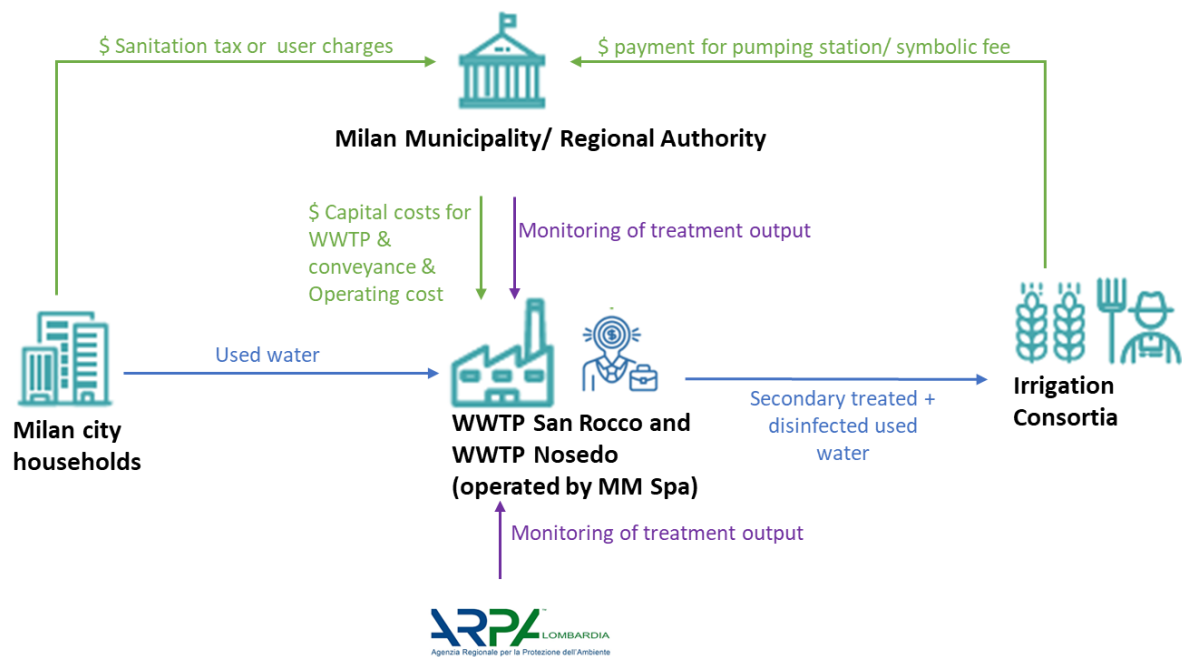 $ Sanitation tax or user charges
$ payment for pumping station/ symbolic fee
Milan Municipality/ Regional Authority
$ Capital costs for
WWTP &
conveyance &
Operating cost
Monitoring of treatment output
Used water
Milan city
households
WWTP San Rocco and
WWTP Nosedo
(operated by MM Spa)
Secondary treated +
disinfected used
water
Irrigation
Consortia
Monitoring of treatment output
ARPA LOMBARDIA
Agenzia Regionale per la Protezione dell'Ambiente